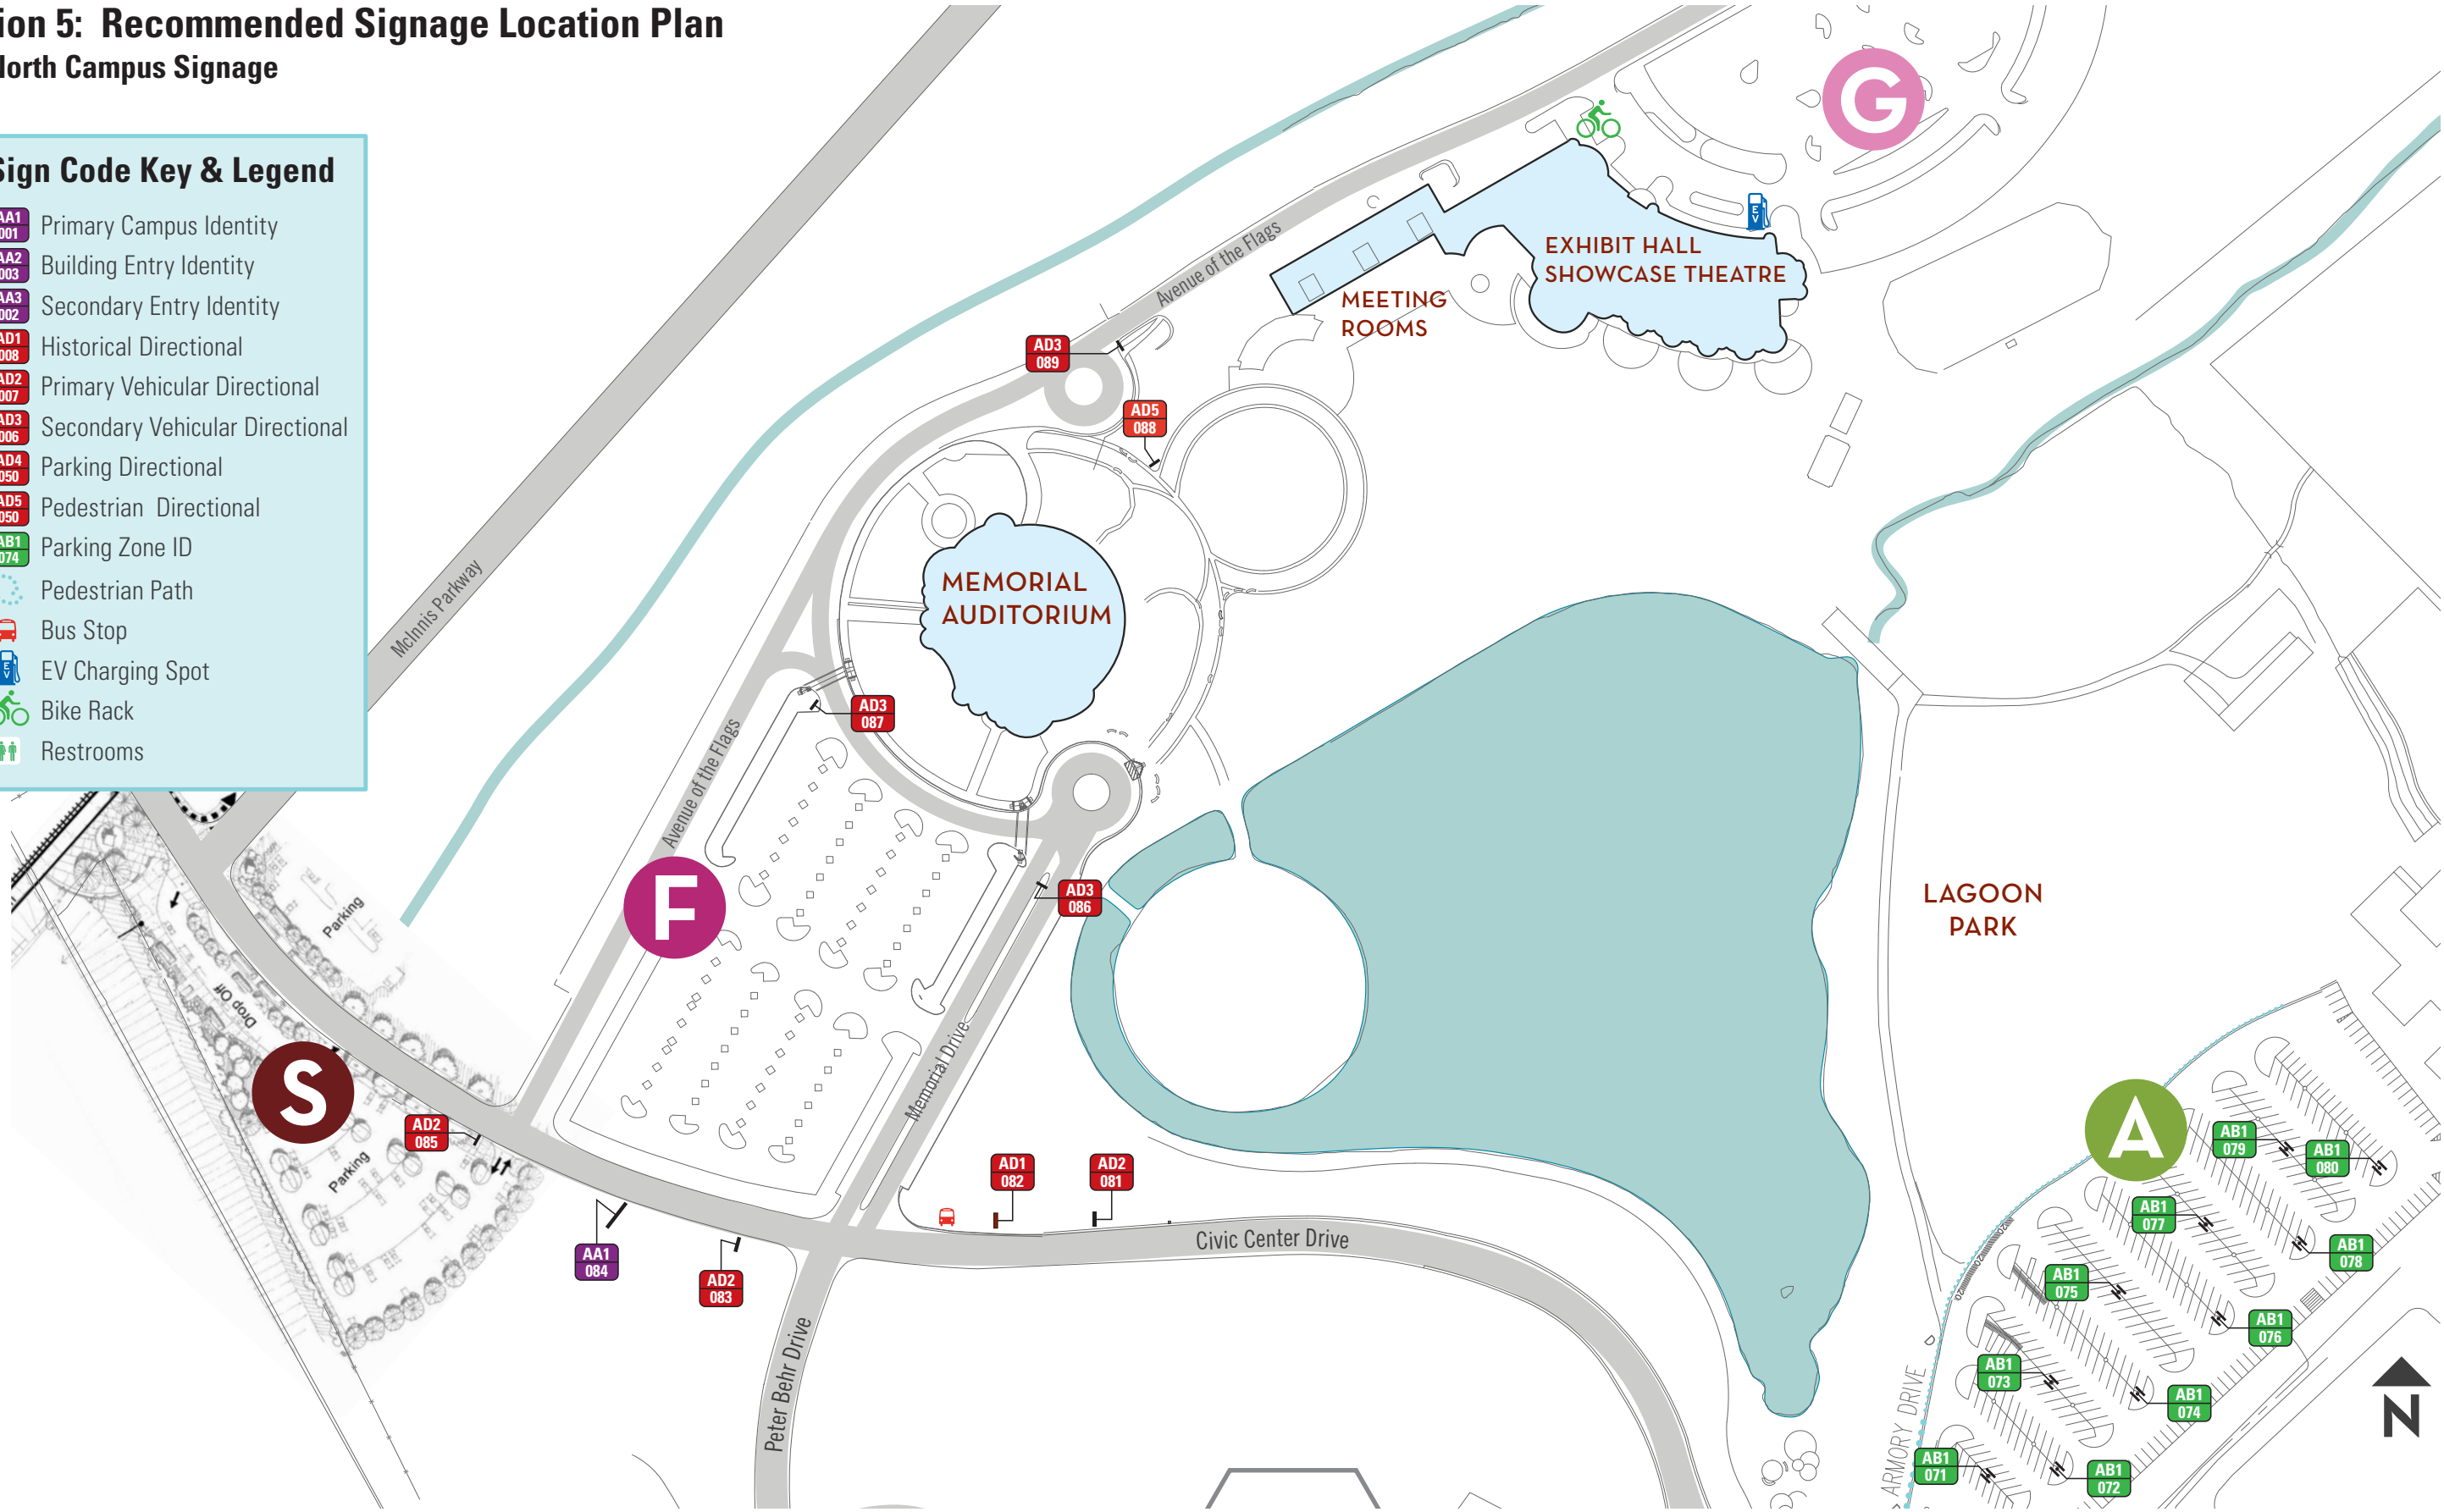 ion 5: Recommended Signage Location Plan
North Campus Signage
Sign Code Key & Legend
AA1
001
Primary Campus Identity
AA2
003
Building Entry Identity
AA3
002
Secondary Entry Identity
AD1
008
Historical Directional
AD2
007
Primary Vehicular Directional
AD3
006
Secondary Vehicular Directional
AD4
050
Parking Directional
AD5
050
Pedestrian Directional
AB1
074
Parking Zone ID
Pedestrian Path
Bus Stop
EV
EV Charging Spot
Bike Rack
Restrooms
G
EV
EXHIBIT HALL
SHOWCASE THEATRE
MEETING
ROOMS
Avenue of the Flags
AD3
089
AD5
088
McInnis Parkway
MEMORIAL
AUDITORIUM
AD3
087
Avenue of the Flags
F
AD3
086
LAGOON
PARK
Parking
Drop Off
S
Parking
AD2
085
Memorial Drive
AD1
082
AD2
081
AA1
084
AD2
083
Civic Center Drive
Peter Behr Drive
A
AB1
079
AB1
080
AB1
077
AB1
078
AB1
075
AB1
076
AB1
073
AB1
074
AB1
071
AB1
072
ARMORY DRIVE
N